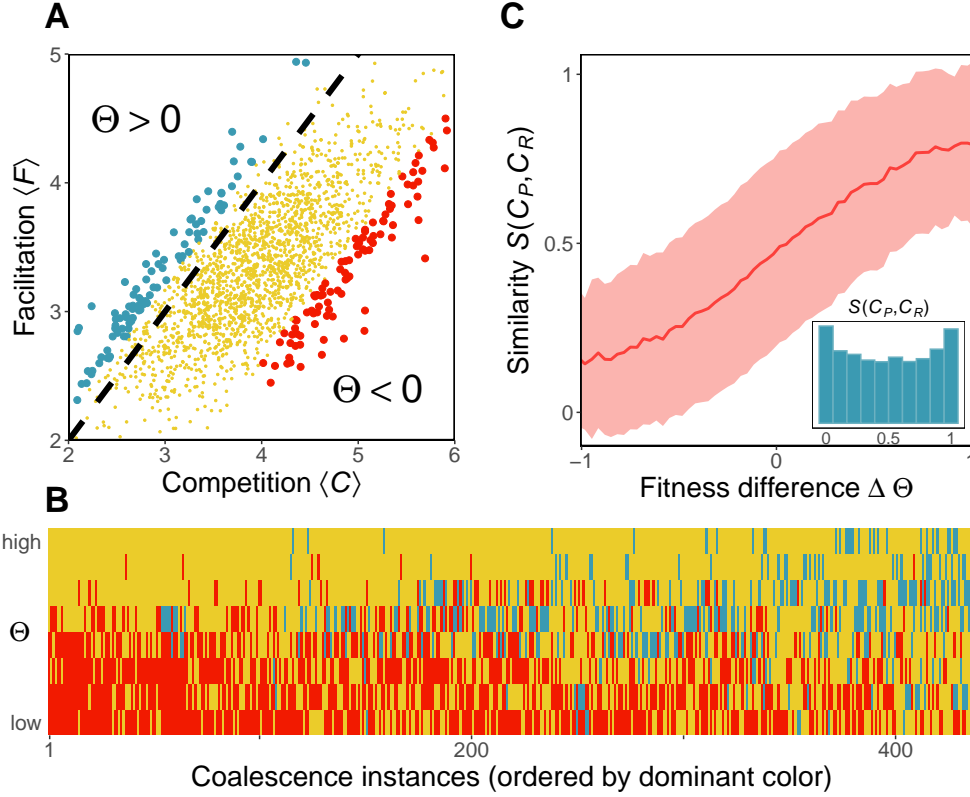 A
5
4
3
2
Facilitation ⟨F⟩
Θ > 0
Θ < 0
2
3
4
5
6
Competition ⟨C⟩
C
1
0.5
0
Similarity S(C_P, C_R)
S(C_P, C_R)
0
0.5
1
−1
0
1
Fitness difference Δ Θ
B
high
Θ
low
1
200
400
Coalescence instances (ordered by dominant color)